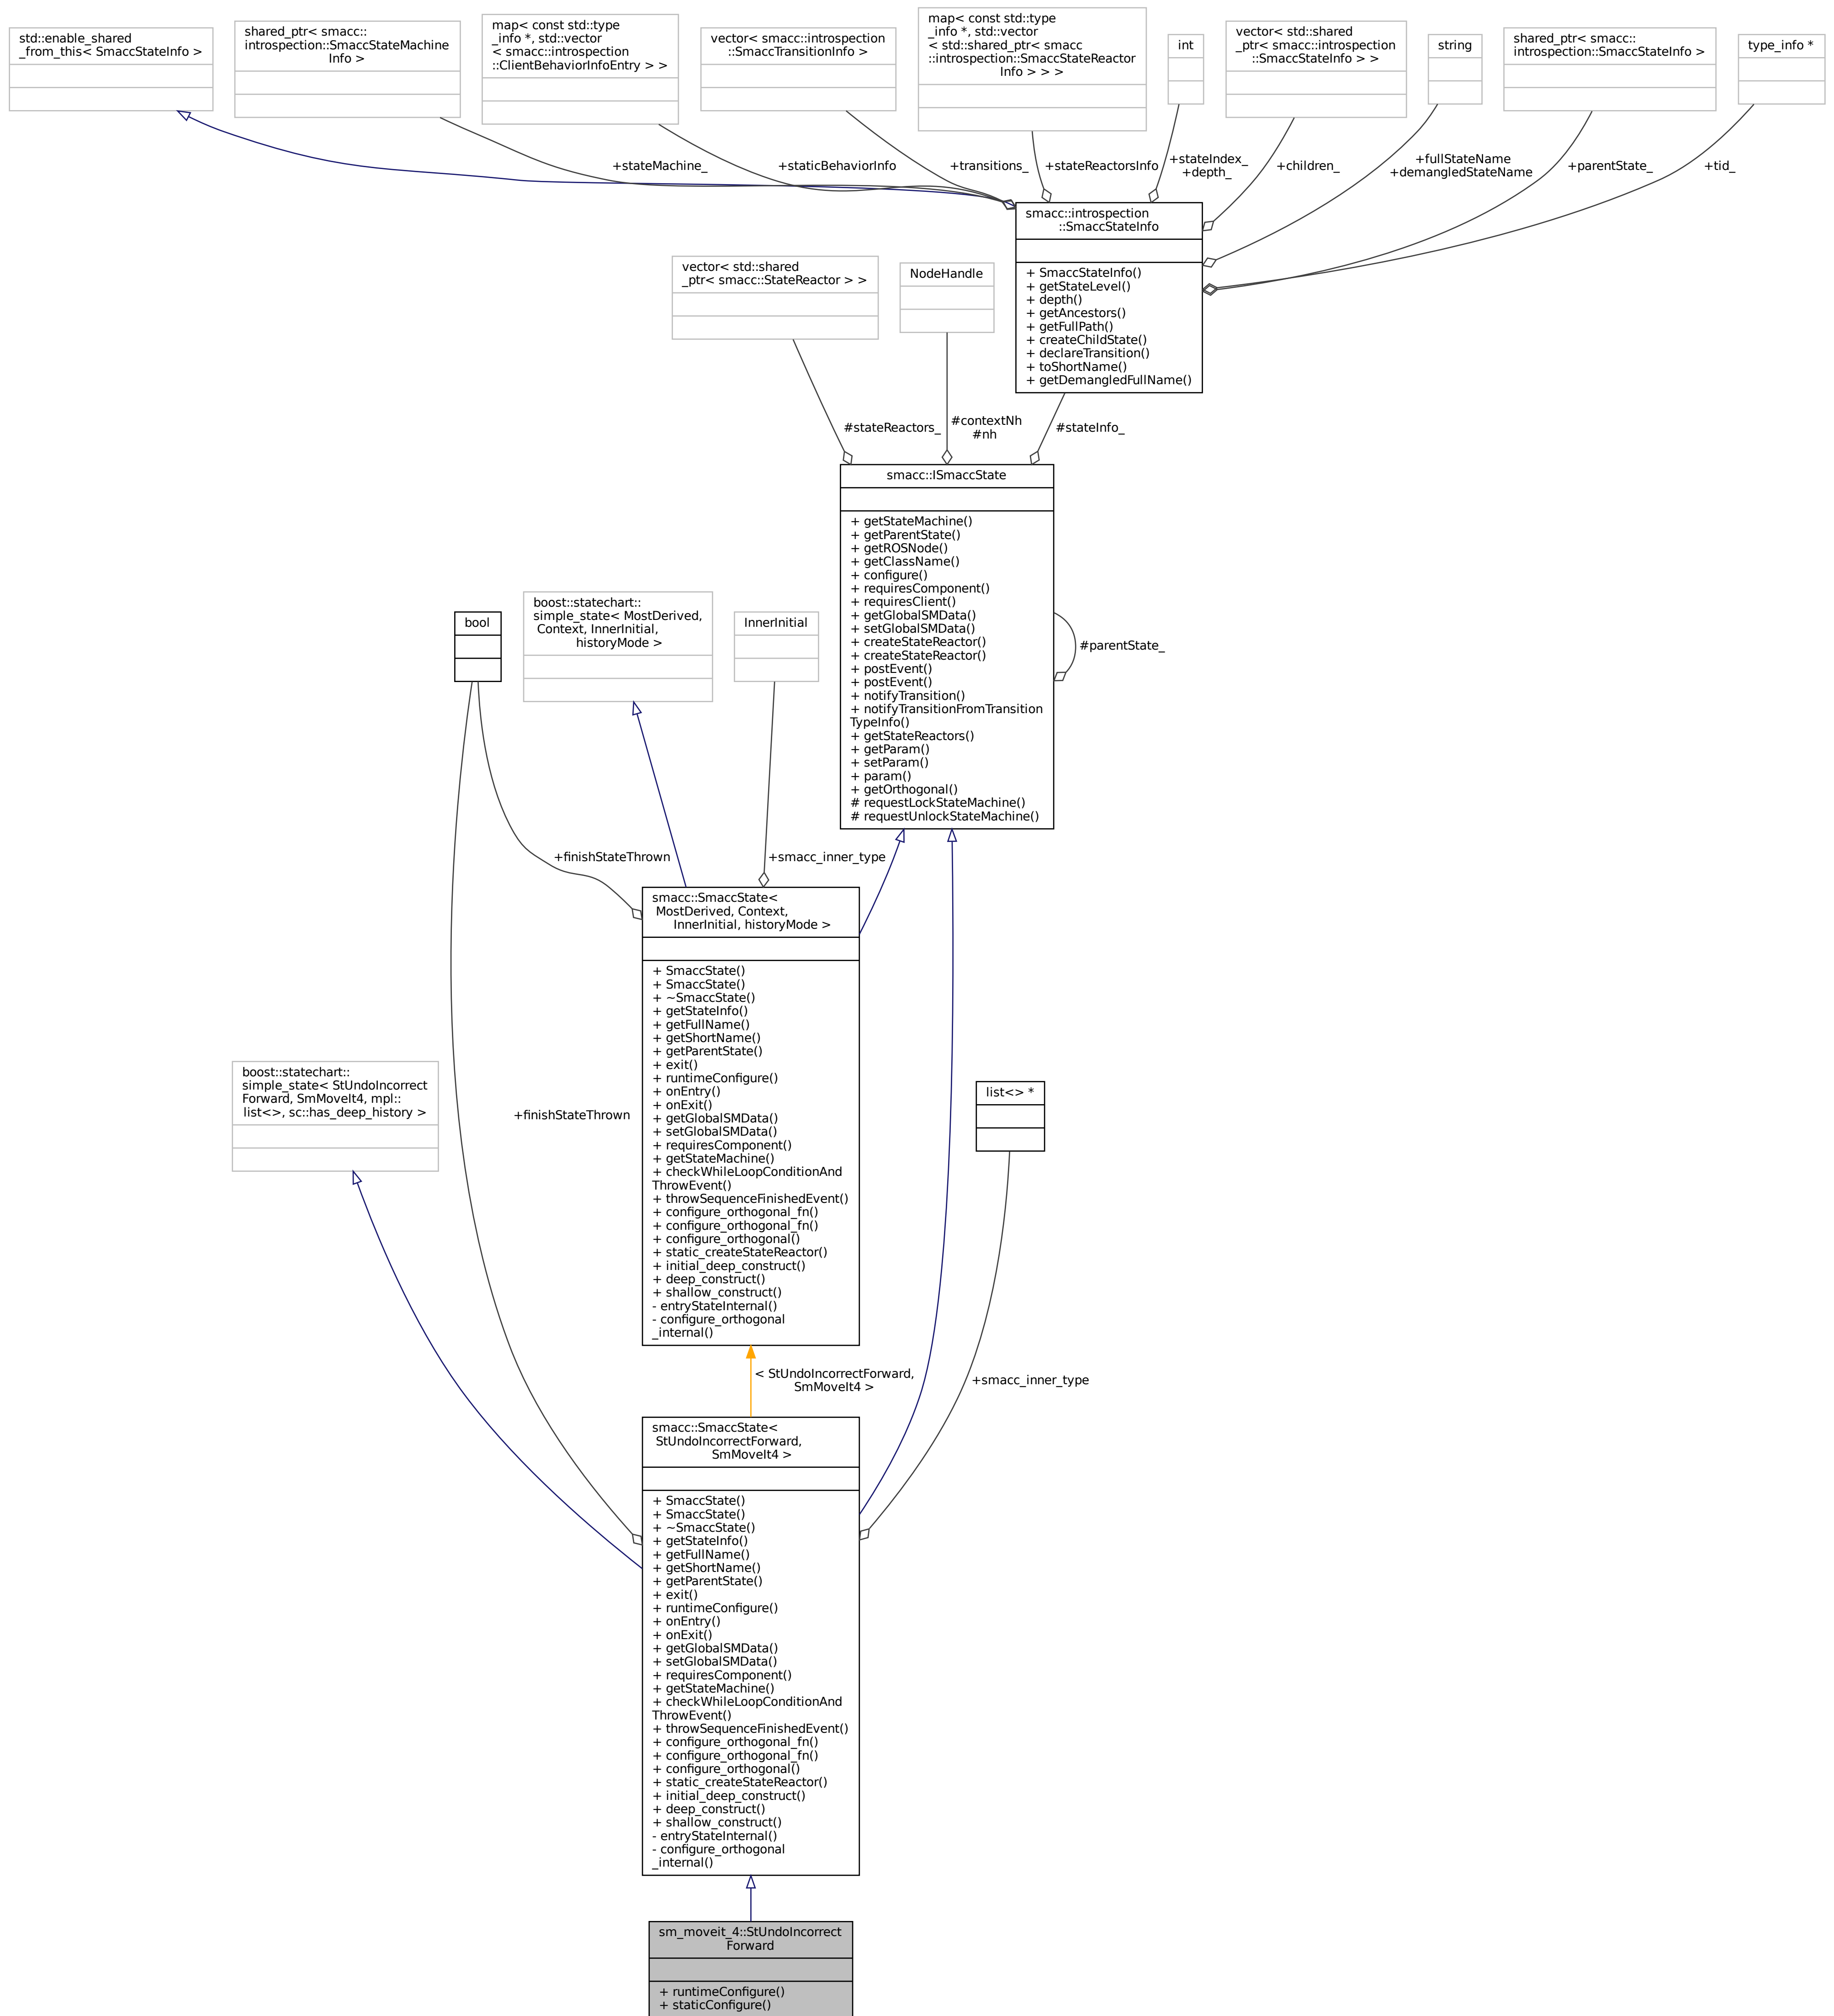 std::enable_shared
_from_this< SmaccStateInfo >
shared_ptr< smacc::
introspection::SmaccStateMachine
Info >
map< const std::type
_info *, std::vector
< smacc::introspection
::ClientBehaviorInfoEntry > >
vector< smacc::introspection
::SmaccTransitionInfo >
map< const std::type
_info *, std::vector
< std::shared_ptr< smacc
::introspection::SmaccStateReactor
Info > > >
int
vector< std::shared
_ptr< smacc::introspection
::SmaccStateInfo > >
string
shared_ptr< smacc::
introspection::SmaccStateInfo >
type_info *
+stateMachine_
+staticBehaviorInfo
+transitions_
+stateReactorsInfo
+stateIndex_
+depth_
+children_
+fullStateName
+demangledStateName
+parentState_
+tid_
smacc::introspection
::SmaccStateInfo
+ SmaccStateInfo()
+ getStateLevel()
+ depth()
+ getAncestors()
+ getFullPath()
+ createChildState()
+ declareTransition()
+ toShortName()
+ getDemangledFullName()
vector< std::shared
_ptr< smacc::StateReactor > >
NodeHandle
#stateReactors_
#contextNh
#nh
#stateInfo_
smacc::ISmaccState
+ getStateMachine()
+ getParentState()
+ getROSNode()
+ getClassName()
+ configure()
+ requiresComponent()
+ requiresClient()
+ getGlobalSMData()
+ setGlobalSMData()
+ createStateReactor()
+ createStateReactor()
+ postEvent()
+ postEvent()
+ notifyTransition()
+ notifyTransitionFromTransition
TypeInfo()
+ getStateReactors()
+ getParam()
+ setParam()
+ param()
+ getOrthogonal()
# requestLockStateMachine()
# requestUnlockStateMachine()
#parentState_
bool
boost::statechart::
simple_state< MostDerived,
Context, InnerInitial,
historyMode >
InnerInitial
+finishStateThrown
+smacc_inner_type
smacc::SmaccState<
MostDerived, Context,
InnerInitial, historyMode >
+ SmaccState()
+ SmaccState()
+ ~SmaccState()
+ getStateInfo()
+ getFullName()
+ getShortName()
+ getParentState()
+ exit()
+ runtimeConfigure()
+ onEntry()
+ onExit()
+ getGlobalSMData()
+ setGlobalSMData()
+ requiresComponent()
+ getStateMachine()
+ checkWhileLoopConditionAnd
ThrowEvent()
+ throwSequenceFinishedEvent()
+ configure_orthogonal_fn()
+ configure_orthogonal_fn()
+ configure_orthogonal()
+ static_createStateReactor()
+ initial_deep_construct()
+ deep_construct()
+ shallow_construct()
- entryStateInternal()
- configure_orthogonal
_internal()
boost::statechart::
simple_state< StUndoIncorrect
Forward, SmMoveIt4, mpl::
list<>, sc::has_deep_history >
+finishStateThrown
list<> *
< StUndoIncorrectForward,
SmMoveIt4 >
+smacc_inner_type
smacc::SmaccState<
StUndoIncorrectForward,
SmMoveIt4 >
+ SmaccState()
+ SmaccState()
+ ~SmaccState()
+ getStateInfo()
+ getFullName()
+ getShortName()
+ getParentState()
+ exit()
+ runtimeConfigure()
+ onEntry()
+ onExit()
+ getGlobalSMData()
+ setGlobalSMData()
+ requiresComponent()
+ getStateMachine()
+ checkWhileLoopConditionAnd
ThrowEvent()
+ throwSequenceFinishedEvent()
+ configure_orthogonal_fn()
+ configure_orthogonal_fn()
+ configure_orthogonal()
+ static_createStateReactor()
+ initial_deep_construct()
+ deep_construct()
+ shallow_construct()
- entryStateInternal()
- configure_orthogonal
_internal()
sm_moveit_4::StUndoIncorrect
Forward
+ runtimeConfigure()
+ staticConfigure()